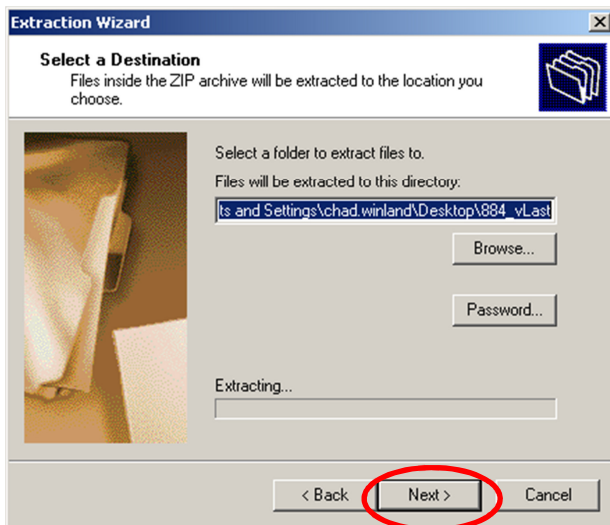 Extraction Wizard
Select a Destination
Files inside the ZIP archive will be extracted to the location you
choose.
Select a folder to extract files to.
Files will be extracted to this directory:
ts and Settings\chad.winland\Desktop\884_vLast
Browse...
Password...
Extracting...
< Back
Next >
Cancel